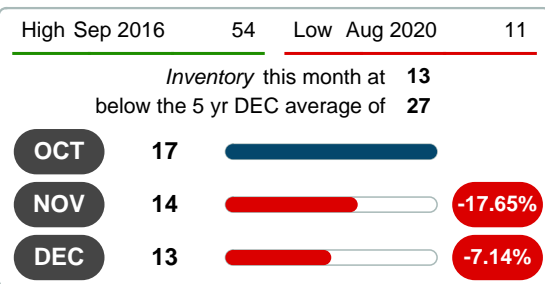 High Sep 2016 54 Low Aug 2020 11
Inventory this month at 13
below the 5 yr DEC average of 27
OCT 17
NOV 14 -17.65%
DEC 13 -7.14%